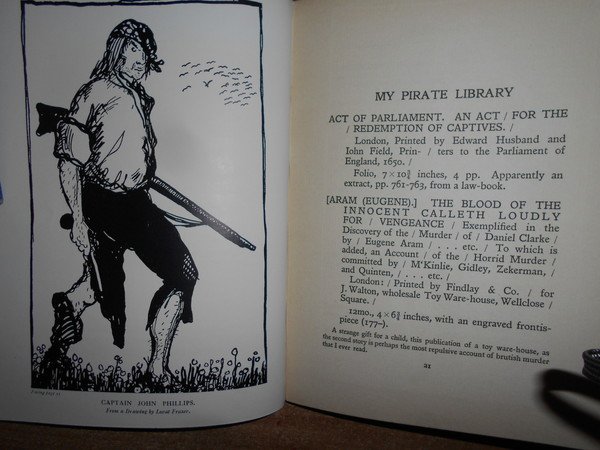 Facing page 21
CAPTAIN JOHN PHILLIPS.
From a Drawing by Lovat Fraser.
MY PIRATE LIBRARY
ACT OF PARLIAMENT. AN ACT / FOR THE
/ REDEMPTION OF CAPTIVES. /
London, Printed by Edward Husband and
Iohn Field, Prin- / ters to the Parliament of
England, 1650. /
Folio, 7 × 10¾ inches, 4 pp. Apparently an
extract, pp. 761-763, from a law-book.
[ARAM (EUGENE).] THE BLOOD OF THE
INNOCENT CALLETH LOUDLY
FOR / VENGEANCE / Exemplified in the
Discovery of the / Murder / of / Daniel Clarke /
by / Eugene Aram / . . . etc. / To which is
added, an Account / of the / Horrid Murder /
committed by / M'Kinlie, Gidley, Zekerman, /
and Quinten, / . . . etc. /
London: / Printed by Findlay & Co. / for
J. Walton, wholesale Toy Ware-house, Wellclose /
Square. /
12mo., 4 × 6¾ inches, with an engraved frontis-
piece (177–).
A strange gift for a child, this publication of a toy ware-house, as
the second story is perhaps the most repulsive account of brutish murder
that I ever read.
21